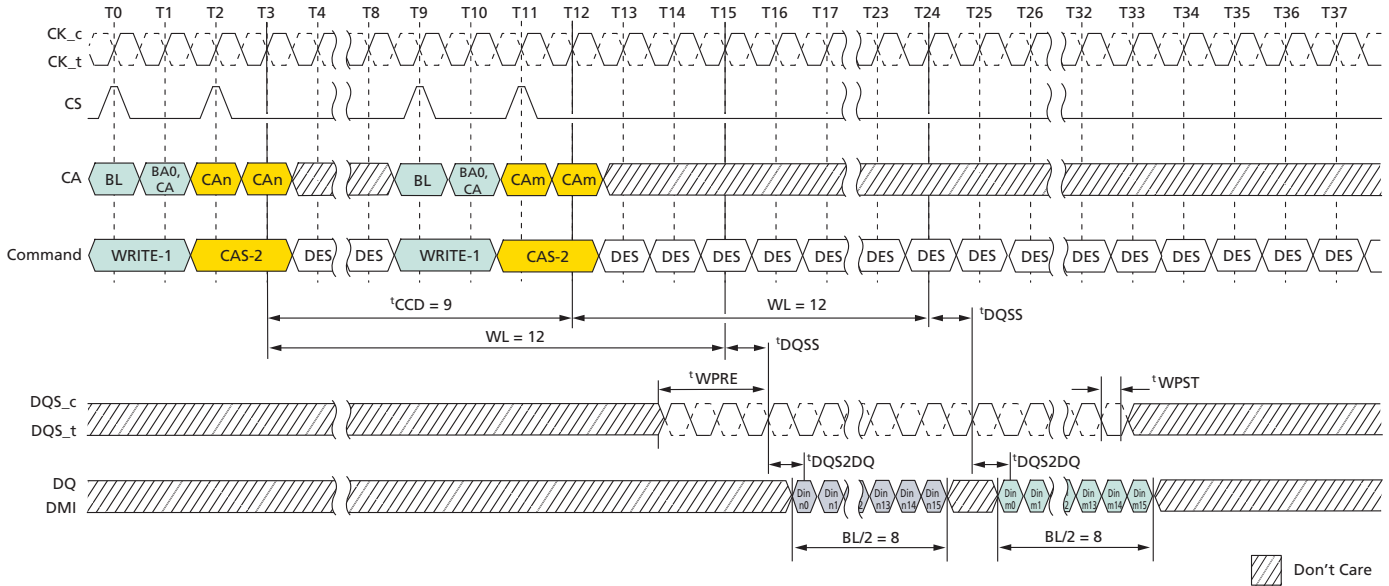 T0 T1 T2 T3 T4 T8 T9 T10 T11 T12 T13 T14 T15 T16 T17 T23 T24 T25 T26 T32 T33 T34 T35 T36 T37
CK_c
CK_t
CS
CA BL BA0, CA CAn CAn BL BA0, CA CAm CAm
Command WRITE-1 CAS-2 DES DES WRITE-1 CAS-2 DES DES DES DES DES DES DES DES DES DES DES DES DES DES DES
tCCD = 9 WL = 12 tDQSS
WL = 12 tDQSS
tWPRE tWPST
DQS_c
DQS_t
tDQS2DQ tDQS2DQ
DQ
DMI
Din n0 Din n1 2 Din n13 Din n14 Din n15 Din m0 Din m1 2 Din m13 Din m14 Din m15
BL/2 = 8 BL/2 = 8
Don't Care